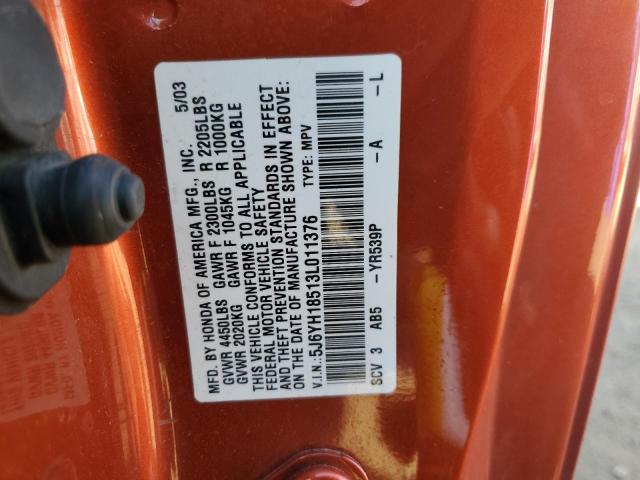 MFD. BY HONDA OF AMERICA MFG., INC. 5/03
GVWR 4450LBS GAWR F 2300LBS R 2205LBS
GVWR 2020KG GAWR F 1045KG R 1000KG
THIS VEHICLE CONFORMS TO ALL APPLICABLE
FEDERAL MOTOR VEHICLE SAFETY
AND THEFT PREVENTION STANDARDS IN EFFECT
ON THE DATE OF MANUFACTURE SHOWN ABOVE:
V.I.N.: 5J6YH18513L011376 TYPE: MPV
SCV 3 AB5 -YR539P -A -L